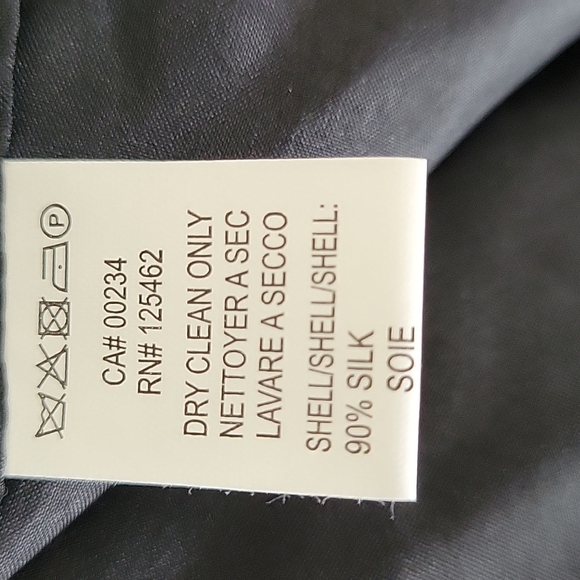 CA# 00234
RN# 125462
DRY CLEAN ONLY
NETTOYER A SEC
LAVARE A SECCO
SHELL/SHELL/SHELL:
90% SILK
SOIE